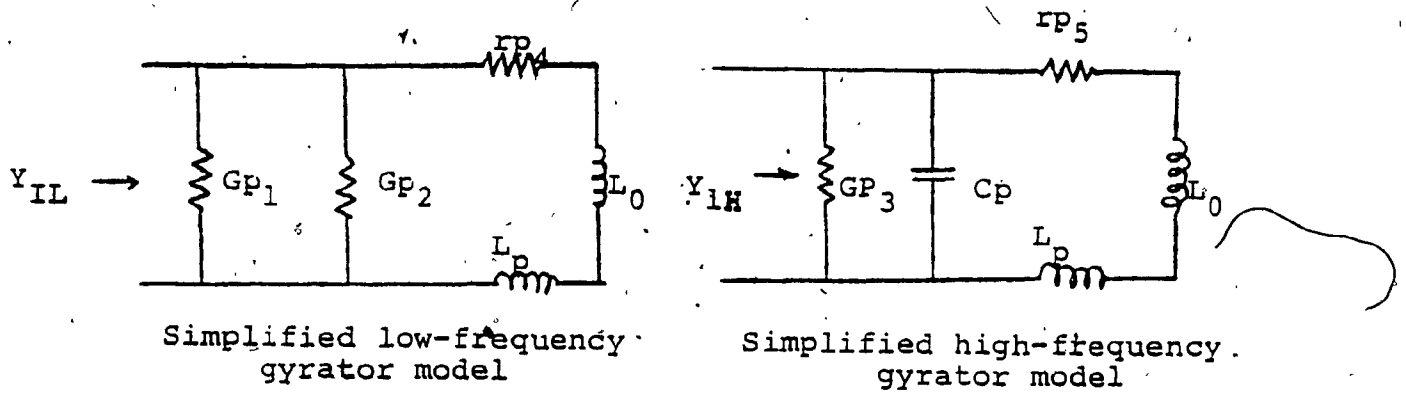 rp4
Gp1
Gp2
L0
Lp
YIL
Simplified low-frequency
gyrator model
rp5
GP3
Cp
L0
Lp
YiH
Simplified high-frequency.
gyrator model